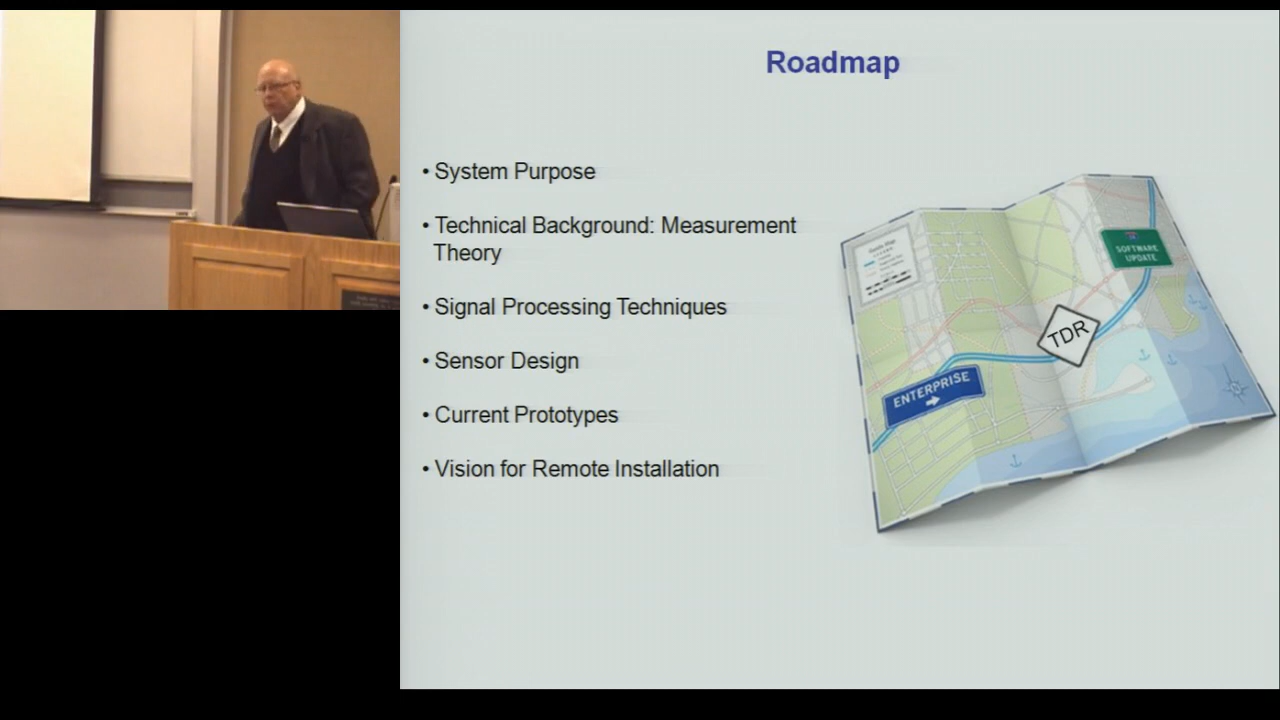 Roadmap
• System Purpose
• Technical Background: Measurement
Theory
• Signal Processing Techniques
• Sensor Design
• Current Prototypes
• Vision for Remote Installation
SOFTWARE
UPDATE
TDR
ENTERPRISE